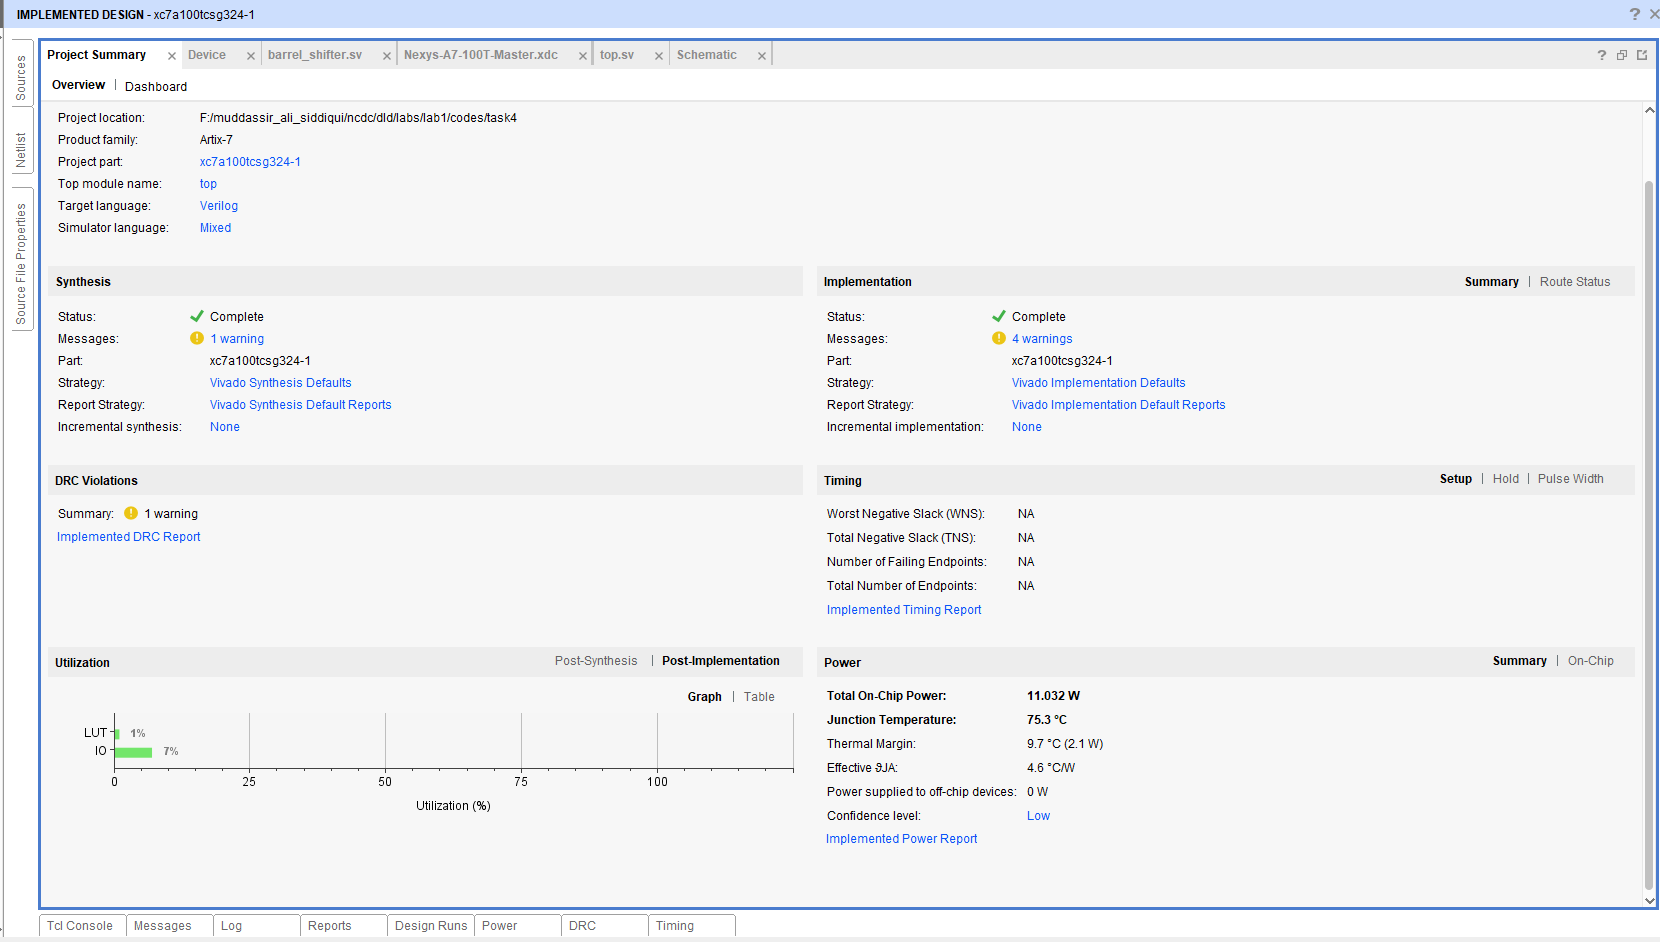 IMPLEMENTED DESIGN - xc7a100tcsg324-1
?
Sources
Netlist
Source File Properties
Project Summary
Device
barrel_shifter.sv
Nexys-A7-100T-Master.xdc
top.sv
Schematic
?
Overview | Dashboard
Project location: F:/muddassir_ali_siddiqui/ncdc/dld/labs/lab1/codes/task4
Product family: Artix-7
Project part: xc7a100tcsg324-1
Top module name: top
Target language: Verilog
Simulator language: Mixed
Synthesis
Status: Complete
Messages: 1 warning
Part: xc7a100tcsg324-1
Strategy: Vivado Synthesis Defaults
Report Strategy: Vivado Synthesis Default Reports
Incremental synthesis: None
Implementation
Summary | Route Status
Status: Complete
Messages: 4 warnings
Part: xc7a100tcsg324-1
Strategy: Vivado Implementation Defaults
Report Strategy: Vivado Implementation Default Reports
Incremental implementation: None
DRC Violations
Summary: 1 warning
Implemented DRC Report
Timing
Setup | Hold | Pulse Width
Worst Negative Slack (WNS): NA
Total Negative Slack (TNS): NA
Number of Failing Endpoints: NA
Total Number of Endpoints: NA
Implemented Timing Report
Utilization
Post-Synthesis | Post-Implementation
Graph | Table
LUT 1%
IO 7%
0 25 50 75 100
Utilization (%)
Power
Summary | On-Chip
Total On-Chip Power: 11.032 W
Junction Temperature: 75.3 °C
Thermal Margin: 9.7 °C (2.1 W)
Effective ϑJA: 4.6 °C/W
Power supplied to off-chip devices: 0 W
Confidence level: Low
Implemented Power Report
Tcl Console
Messages
Log
Reports
Design Runs
Power
DRC
Timing